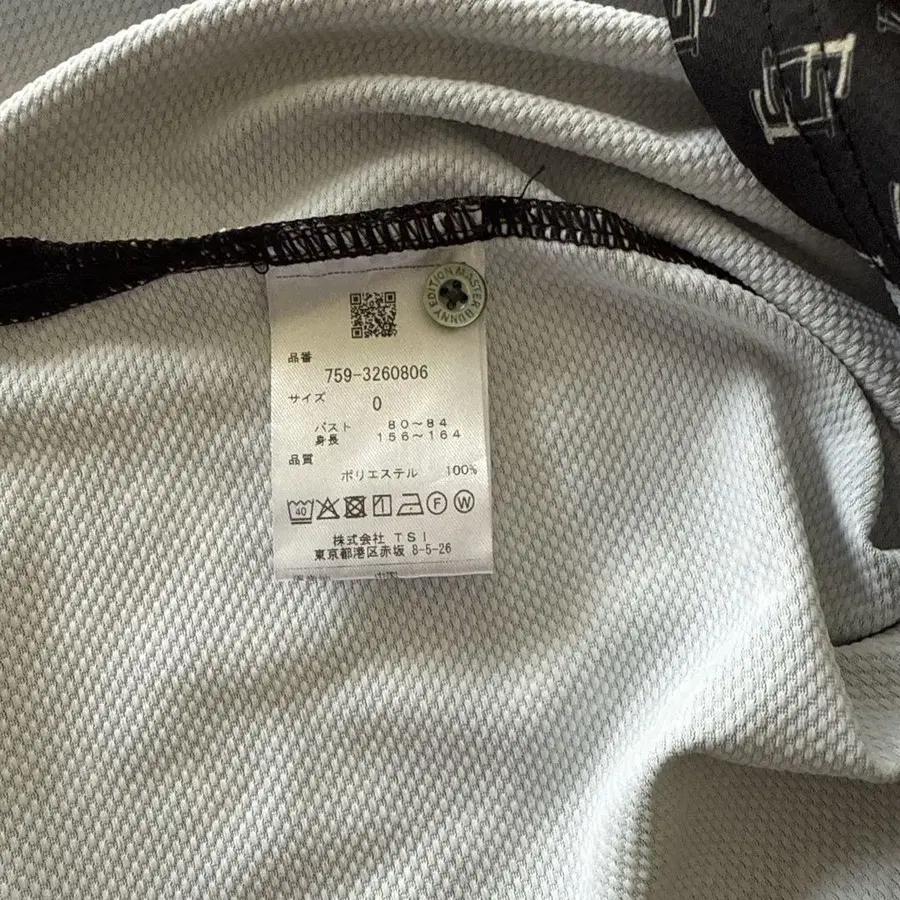 MASTER BUNNY EDITION
品番
759-3260806
サイズ
0
バスト 80～84
身長 156～164
品質
ポリエステル 100%
40
F W
株式会社 TSI
東京都港区赤坂 8-5-26